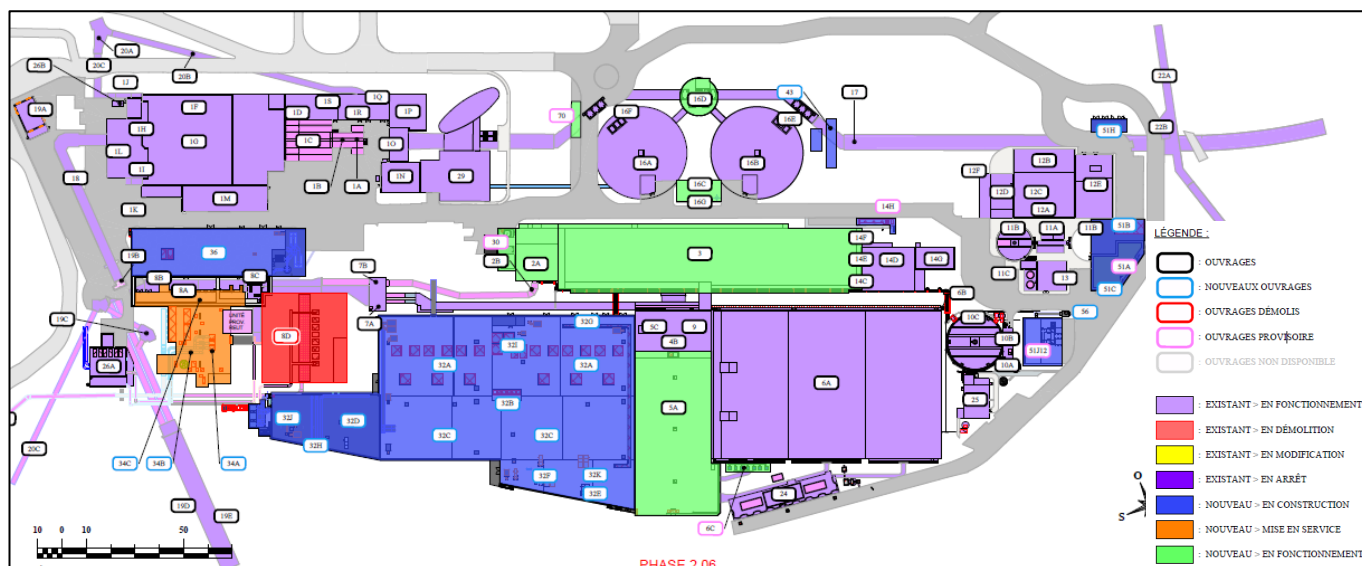 20A
20C
20B
26B
1J
19A
1F
1D
1S
1Q
1R
1P
1H
1G
1C
1O
1L
1I
1B
1A
1N
29
1M
18
1K
70
16D
43
17
16F
16E
16A
16B
16C
16G
22A
22B
51H
12B
12F
12D
12C
12E
12A
14H
11B
11A
11B
51B
51A
51C
11C
13
36
30
2A
2B
3
14F
14E
14D
14G
14C
19B
8B
8C
8A
7B
7A
19C
UNITE
PROV
BEUT
8D
26A
32G
32I
32A
32A
32B
32C
32C
32J
32D
32H
32F
32K
32E
5C
9
4B
5A
6A
6B
10C
10B
10A
56
51J12
25
20C
34C
34B
34A
19D
19E
24
6C
10 0 10 50
PHASE 2.06
O
S
LÉGENDE :
: OUVRAGES
: NOUVEAUX OUVRAGES
: OUVRAGES DÉMOLIS
: OUVRAGES PROVISOIRE
: OUVRAGES NON DISPONIBLE
: EXISTANT > EN FONCTIONNEMENT
: EXISTANT > EN DÉMOLITION
: EXISTANT > EN MODIFICATION
: EXISTANT > EN ARRÊT
: NOUVEAU > EN CONSTRUCTION
: NOUVEAU > MISE EN SERVICE
: NOUVEAU > EN FONCTIONNEMENT